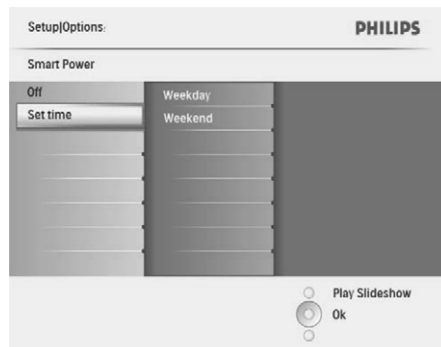 Setup|Options: PHILIPS
Smart Power
Off
Set time
Weekday
Weekend
Play Slideshow
Ok